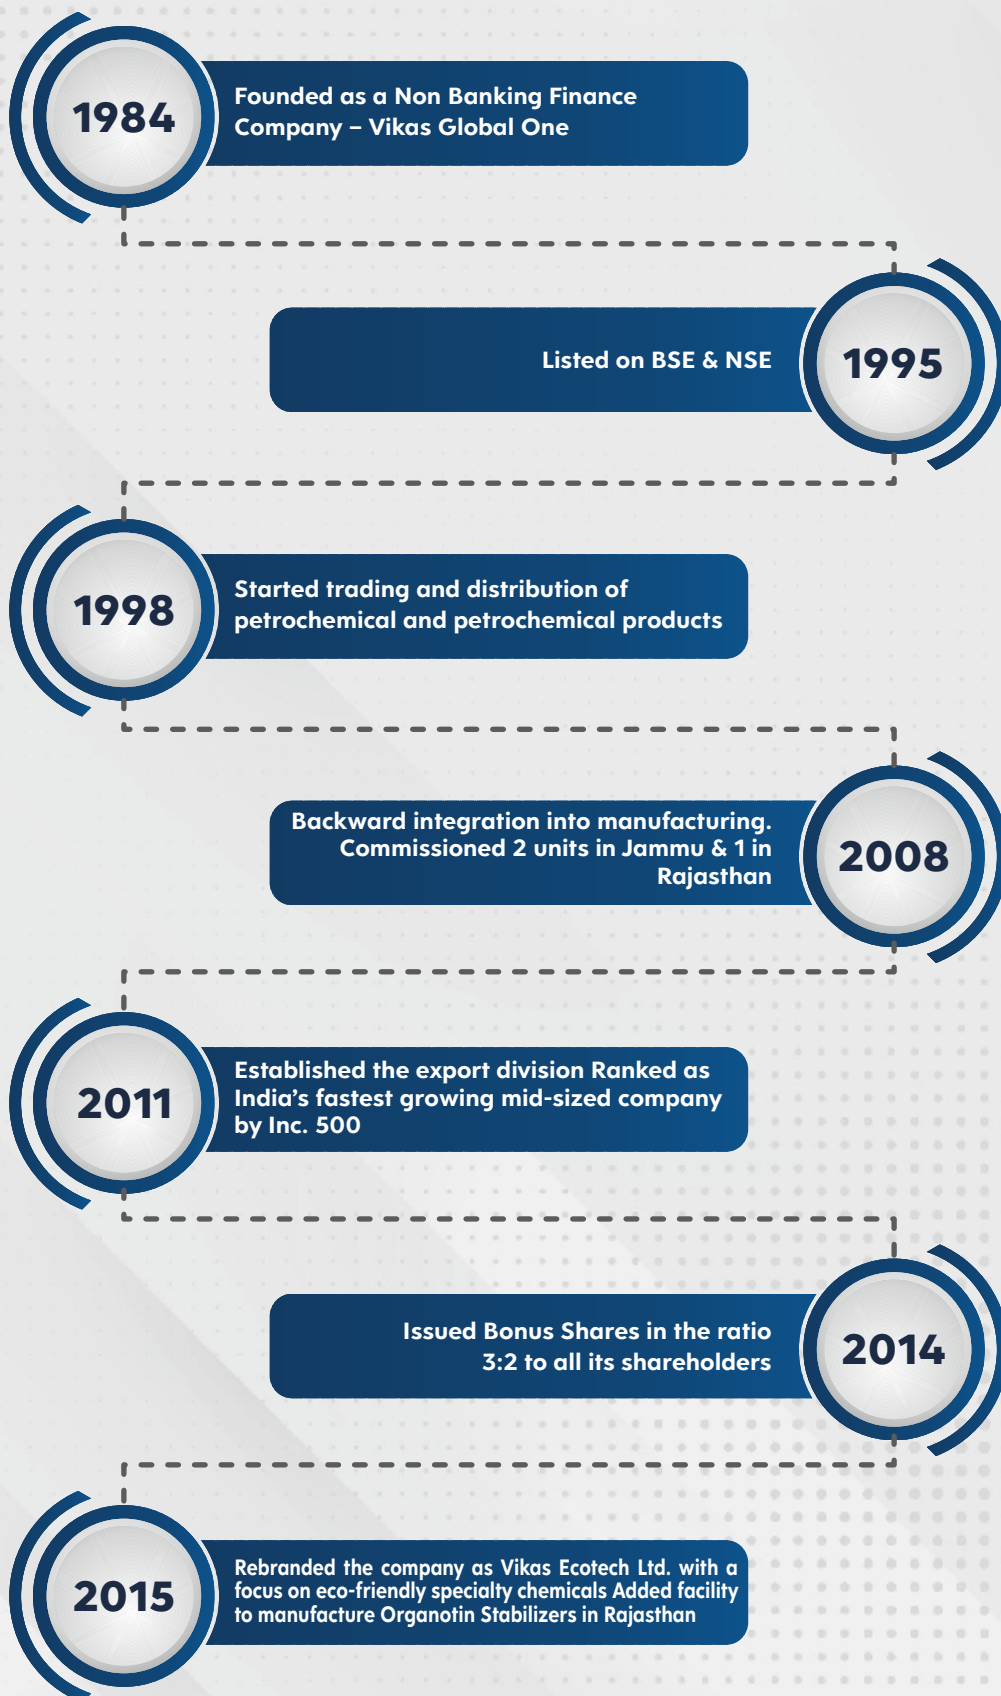 1984
Founded as a Non Banking Finance
Company – Vikas Global One
Listed on BSE & NSE
1995
1998
Started trading and distribution of
petrochemical and petrochemical products
Backward integration into manufacturing.
Commissioned 2 units in Jammu & 1 in
Rajasthan
2008
2011
Established the export division Ranked as
India’s fastest growing mid-sized company
by Inc. 500
Issued Bonus Shares in the ratio
3:2 to all its shareholders
2014
2015
Rebranded the company as Vikas Ecotech Ltd. with a
focus on eco-friendly specialty chemicals Added facility
to manufacture Organotin Stabilizers in Rajasthan